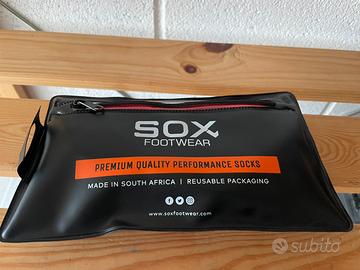 SOX
FOOTWEAR
PREMIUM QUALITY PERFORMANCE SOCKS
MADE IN SOUTH AFRICA | REUSABLE PACKAGING
www.soxfootwear.com
subito